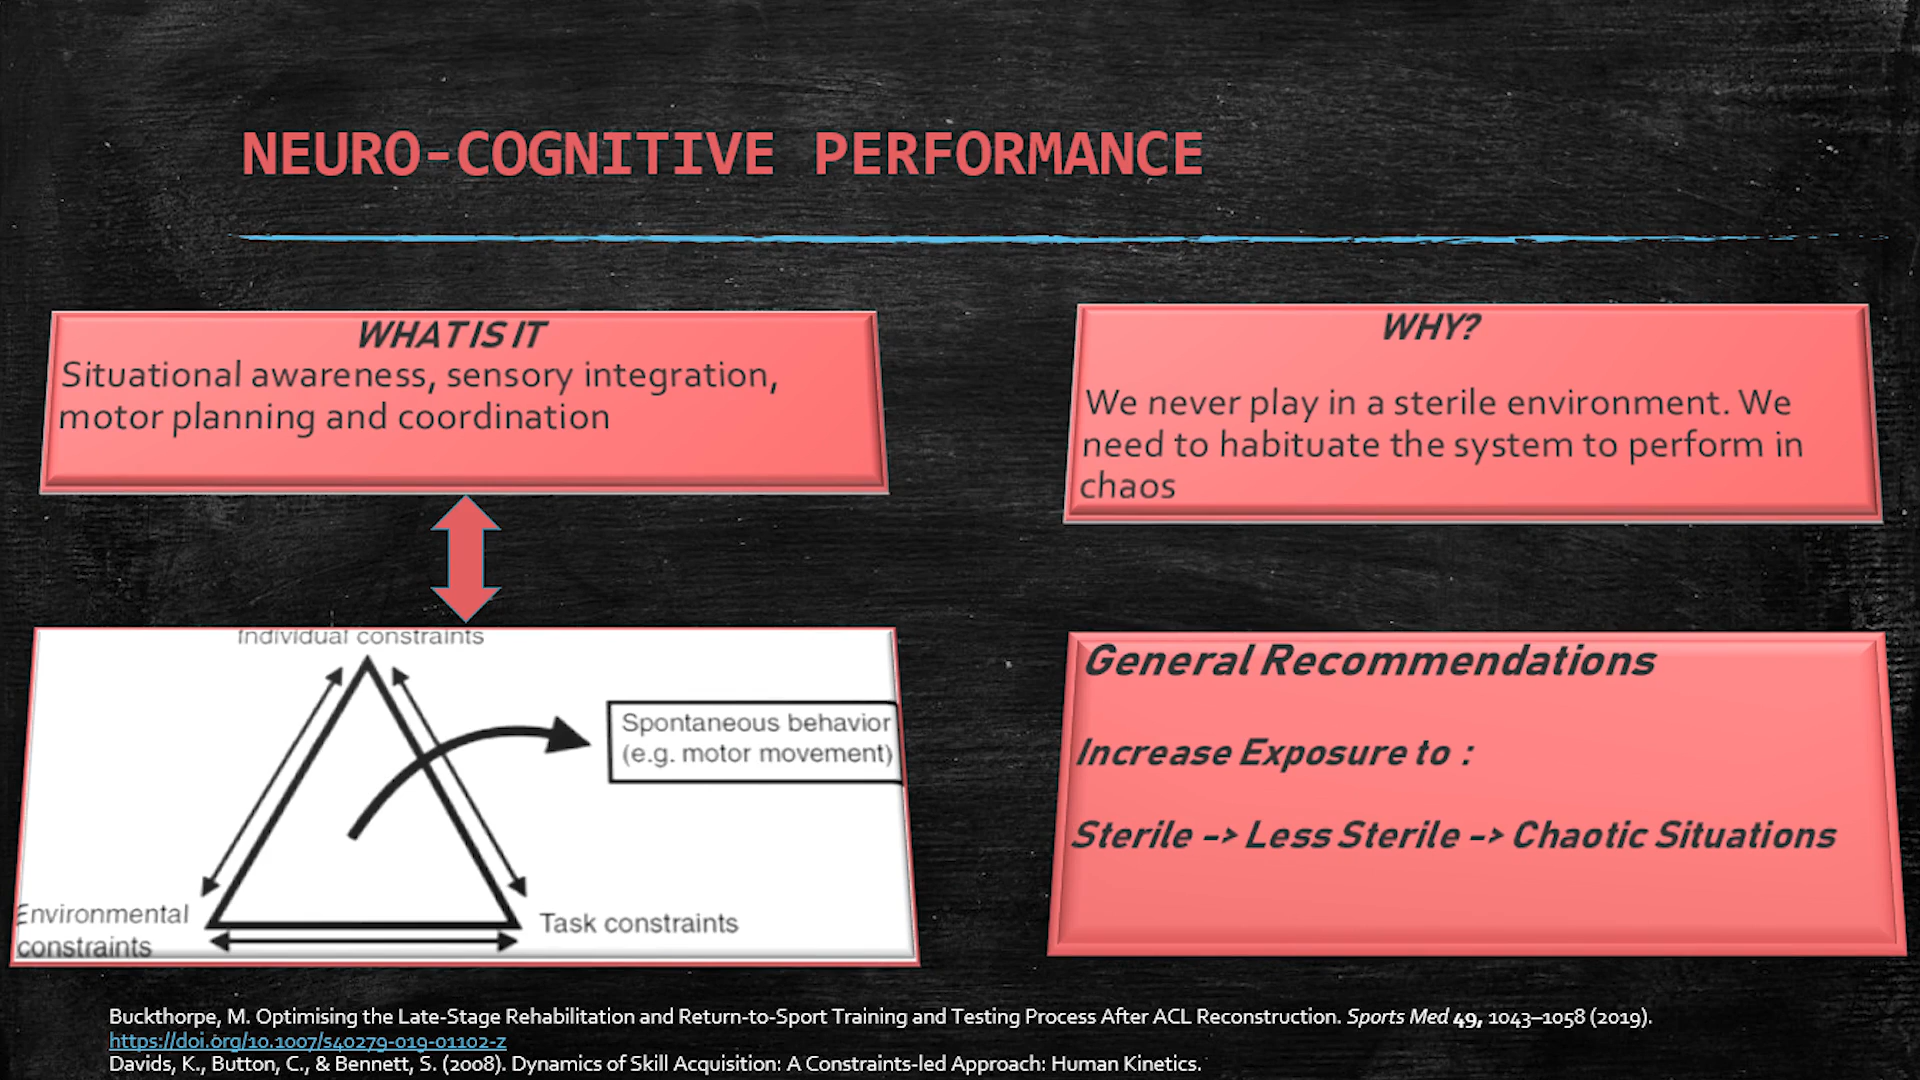 NEURO-COGNITIVE PERFORMANCE
WHAT IS IT
Situational awareness, sensory integration,
motor planning and coordination
WHY?
We never play in a sterile environment. We
need to habituate the system to perform in
chaos
Individual constraints
Spontaneous behavior
(e.g. motor movement)
Environmental
constraints
Task constraints
General Recommendations
Increase Exposure to :
Sterile -> Less Sterile -> Chaotic Situations
Buckthorpe, M. Optimising the Late-Stage Rehabilitation and Return-to-Sport Training and Testing Process After ACL Reconstruction. Sports Med 49, 1043–1058 (2019).
https://doi.org/10.1007/s40279-019-01102-z
Davids, K., Button, C., & Bennett, S. (2008). Dynamics of Skill Acquisition: A Constraints-led Approach: Human Kinetics.